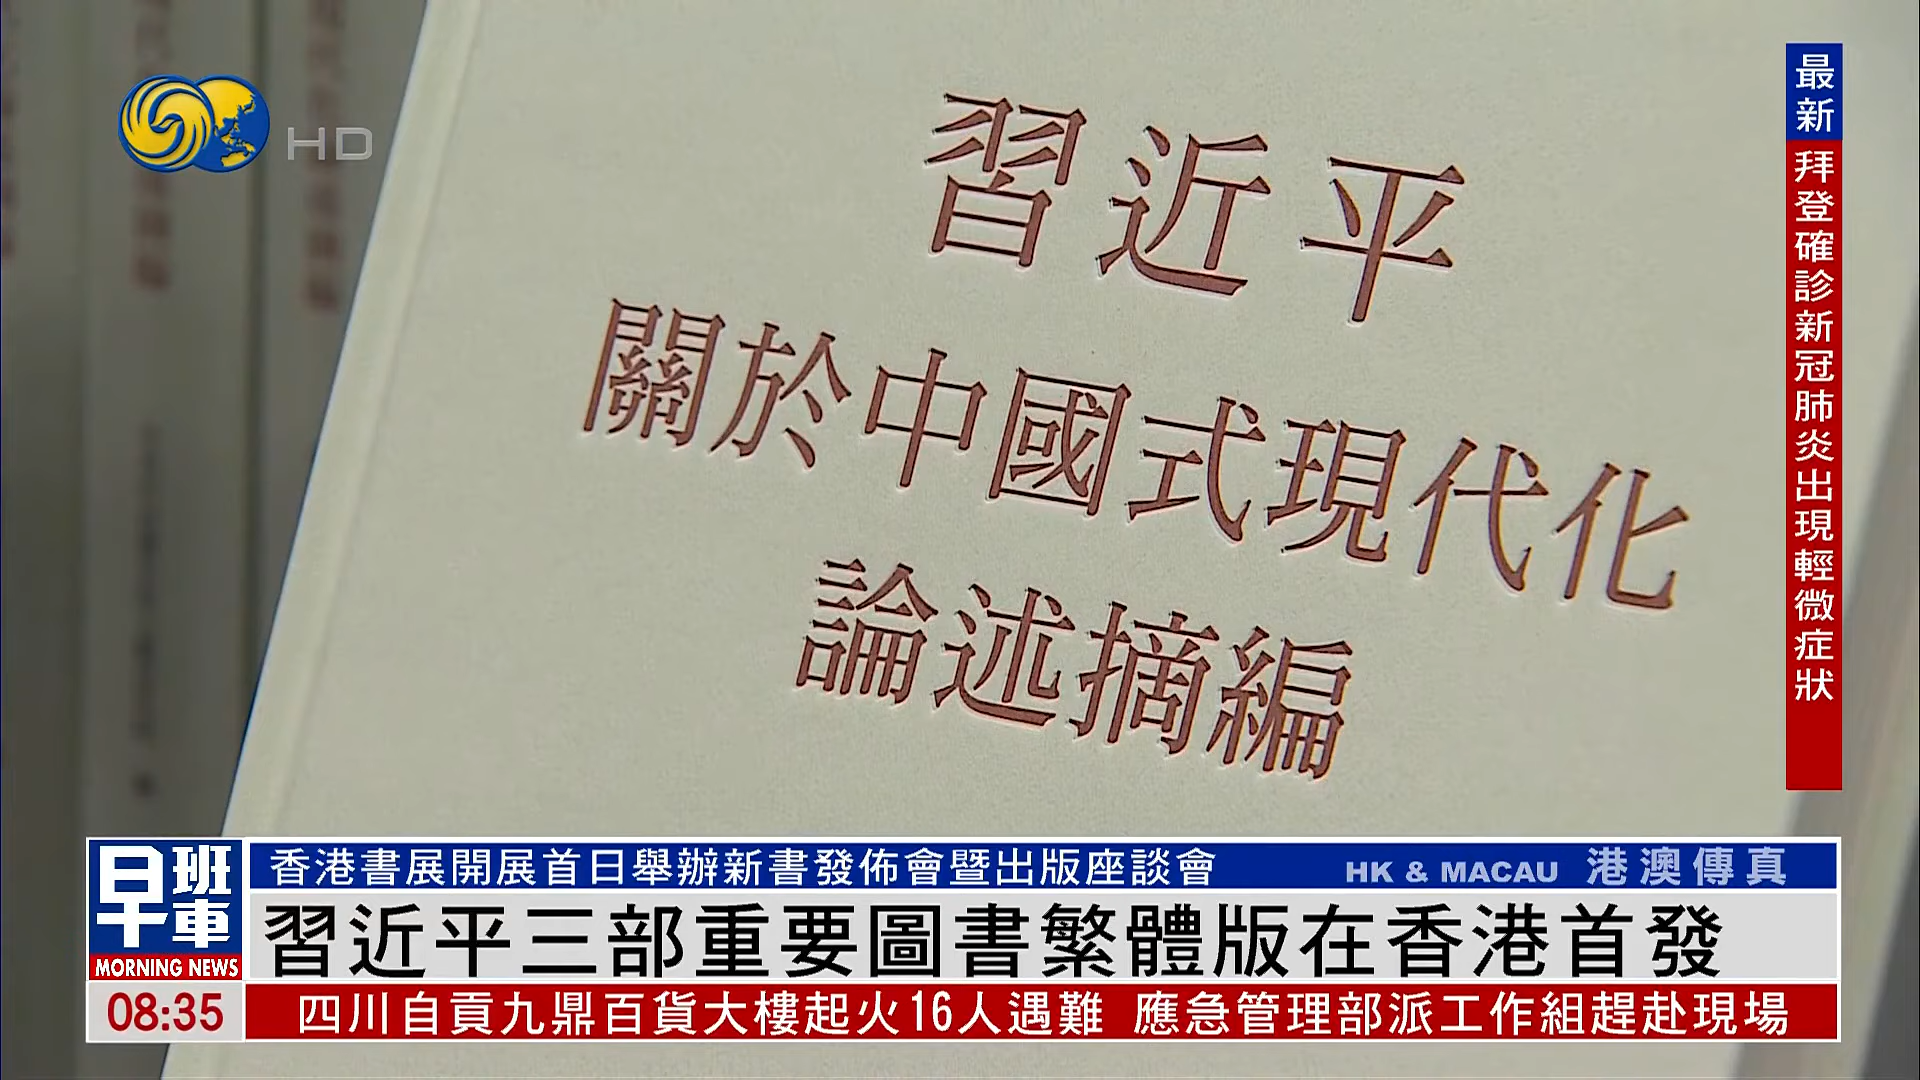 HD
習近平
關於中國式現代化
論述摘編
最新
拜登確診新冠肺炎出現輕微症狀
早班車
MORNING NEWS
08:35
香港書展開展首日舉辦新書發佈會暨出版座談會
HK & MACAU 港澳傳真
習近平三部重要圖書繁體版在香港首發
四川自貢九鼎百貨大樓起火16人遇難 應急管理部派工作組趕赴現場